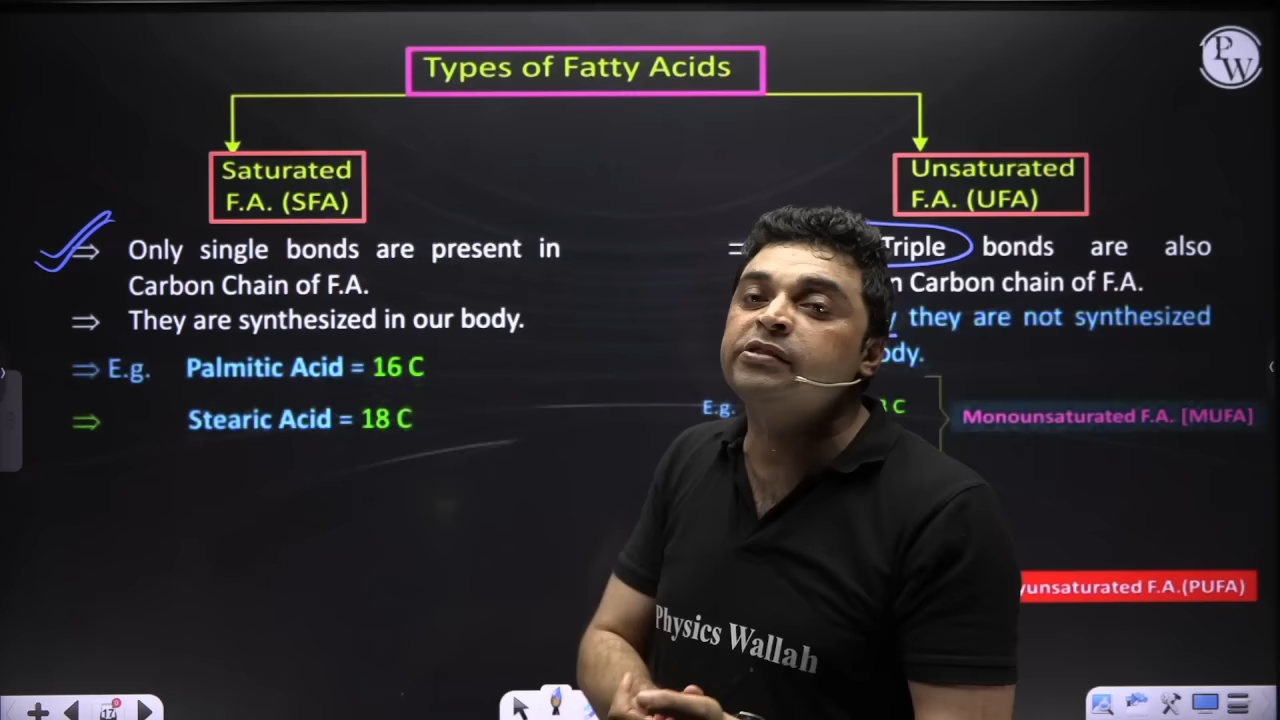 Types of Fatty Acids
P
W
Saturated
F.A. (SFA)
⇒ Only single bonds are present in
Carbon Chain of F.A.
⇒ They are synthesized in our body.
⇒ E.g. Palmitic Acid = 16 C
⇒ Stearic Acid = 18 C
Unsaturated
F.A. (UFA)
Triple bonds are also
Carbon chain of F.A.
they are not synthesized
E.g. C
Monounsaturated F.A. [MUFA]
F.A.(PUFA)
Physics Wallah
17